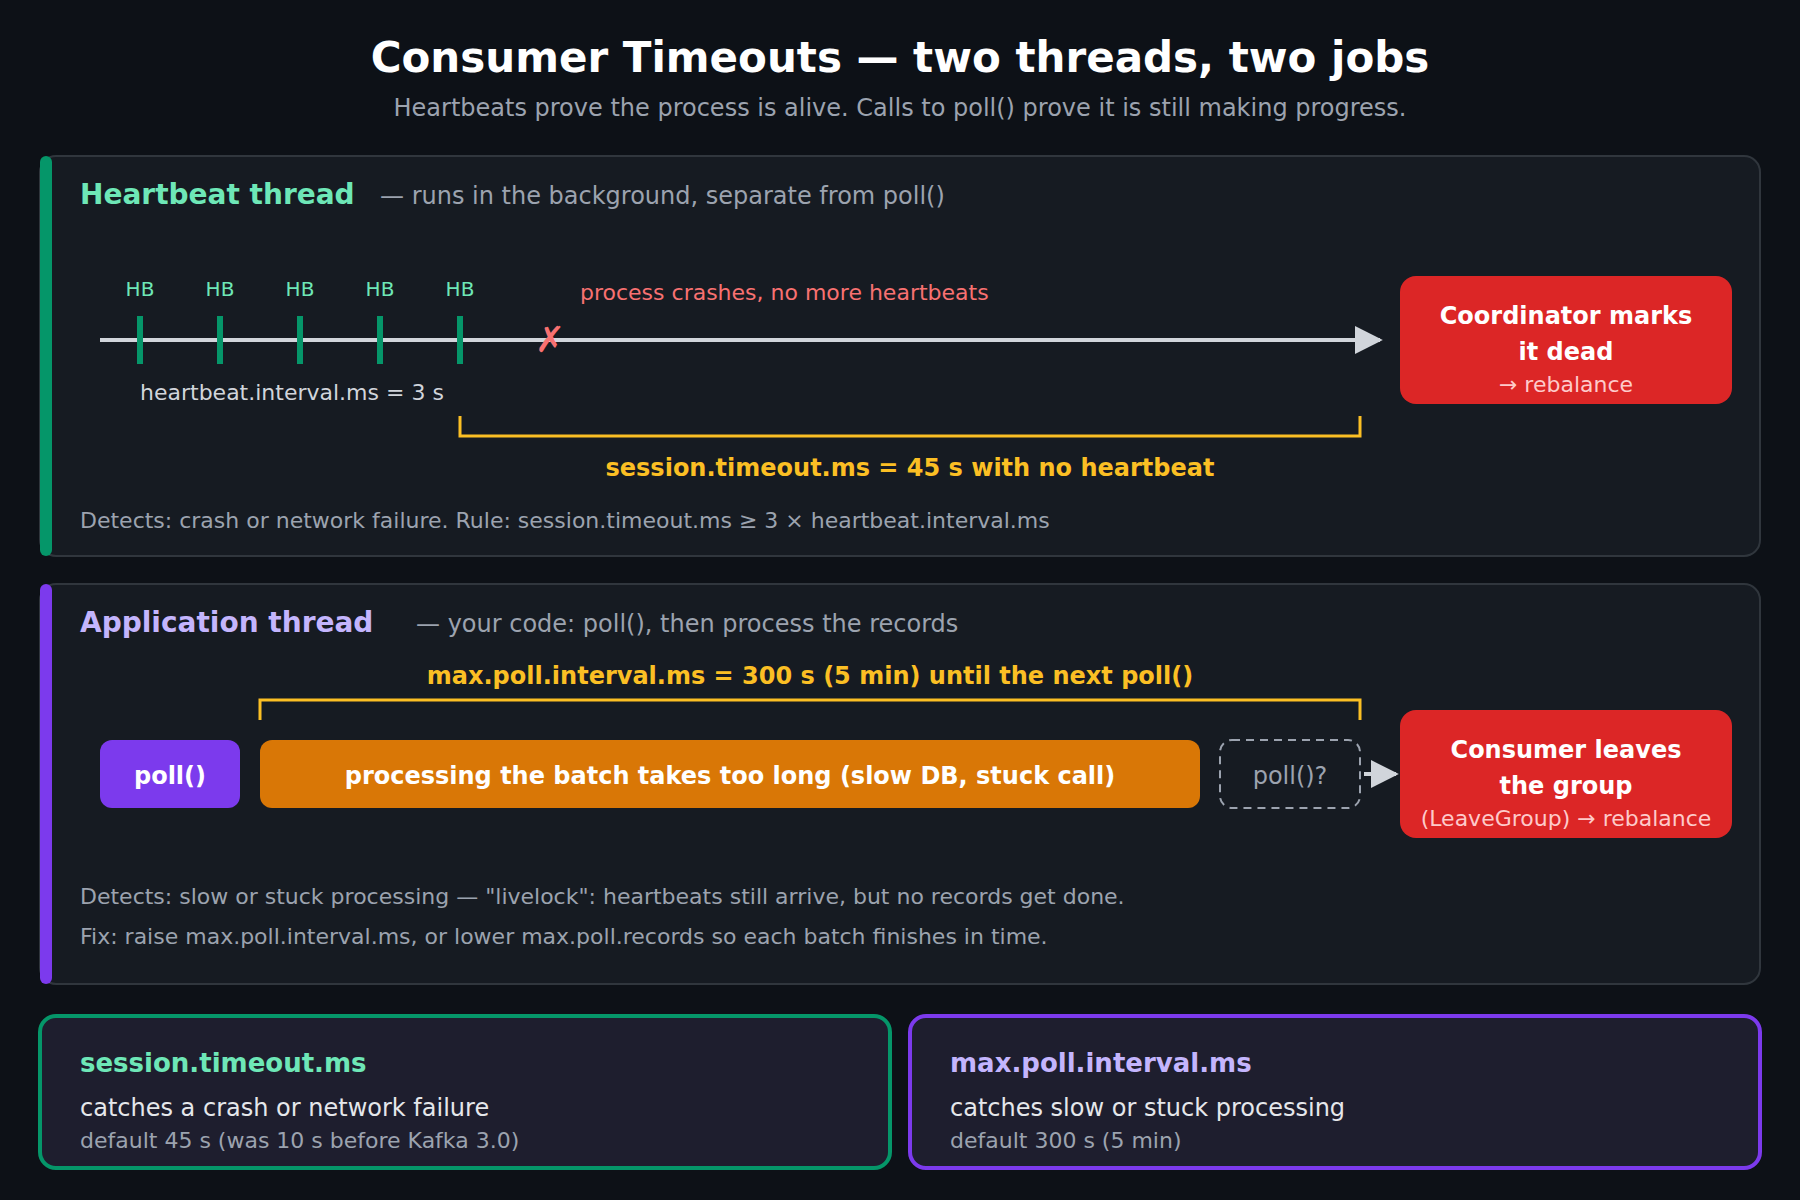 Consumer Timeouts — two threads, two jobs
Heartbeats prove the process is alive. Calls to poll() prove it is still making progress.
Heartbeat thread — runs in the background, separate from poll()
HB HB HB HB HB
process crashes, no more heartbeats
✗
Coordinator marks
it dead
→ rebalance
heartbeat.interval.ms = 3 s
session.timeout.ms = 45 s with no heartbeat
Detects: crash or network failure. Rule: session.timeout.ms ≥ 3 × heartbeat.interval.ms
Application thread — your code: poll(), then process the records
max.poll.interval.ms = 300 s (5 min) until the next poll()
poll()
processing the batch takes too long (slow DB, stuck call)
poll()?
Consumer leaves
the group
(LeaveGroup) → rebalance
Detects: slow or stuck processing — "livelock": heartbeats still arrive, but no records get done.
Fix: raise max.poll.interval.ms, or lower max.poll.records so each batch finishes in time.
session.timeout.ms
catches a crash or network failure
default 45 s (was 10 s before Kafka 3.0)
max.poll.interval.ms
catches slow or stuck processing
default 300 s (5 min)